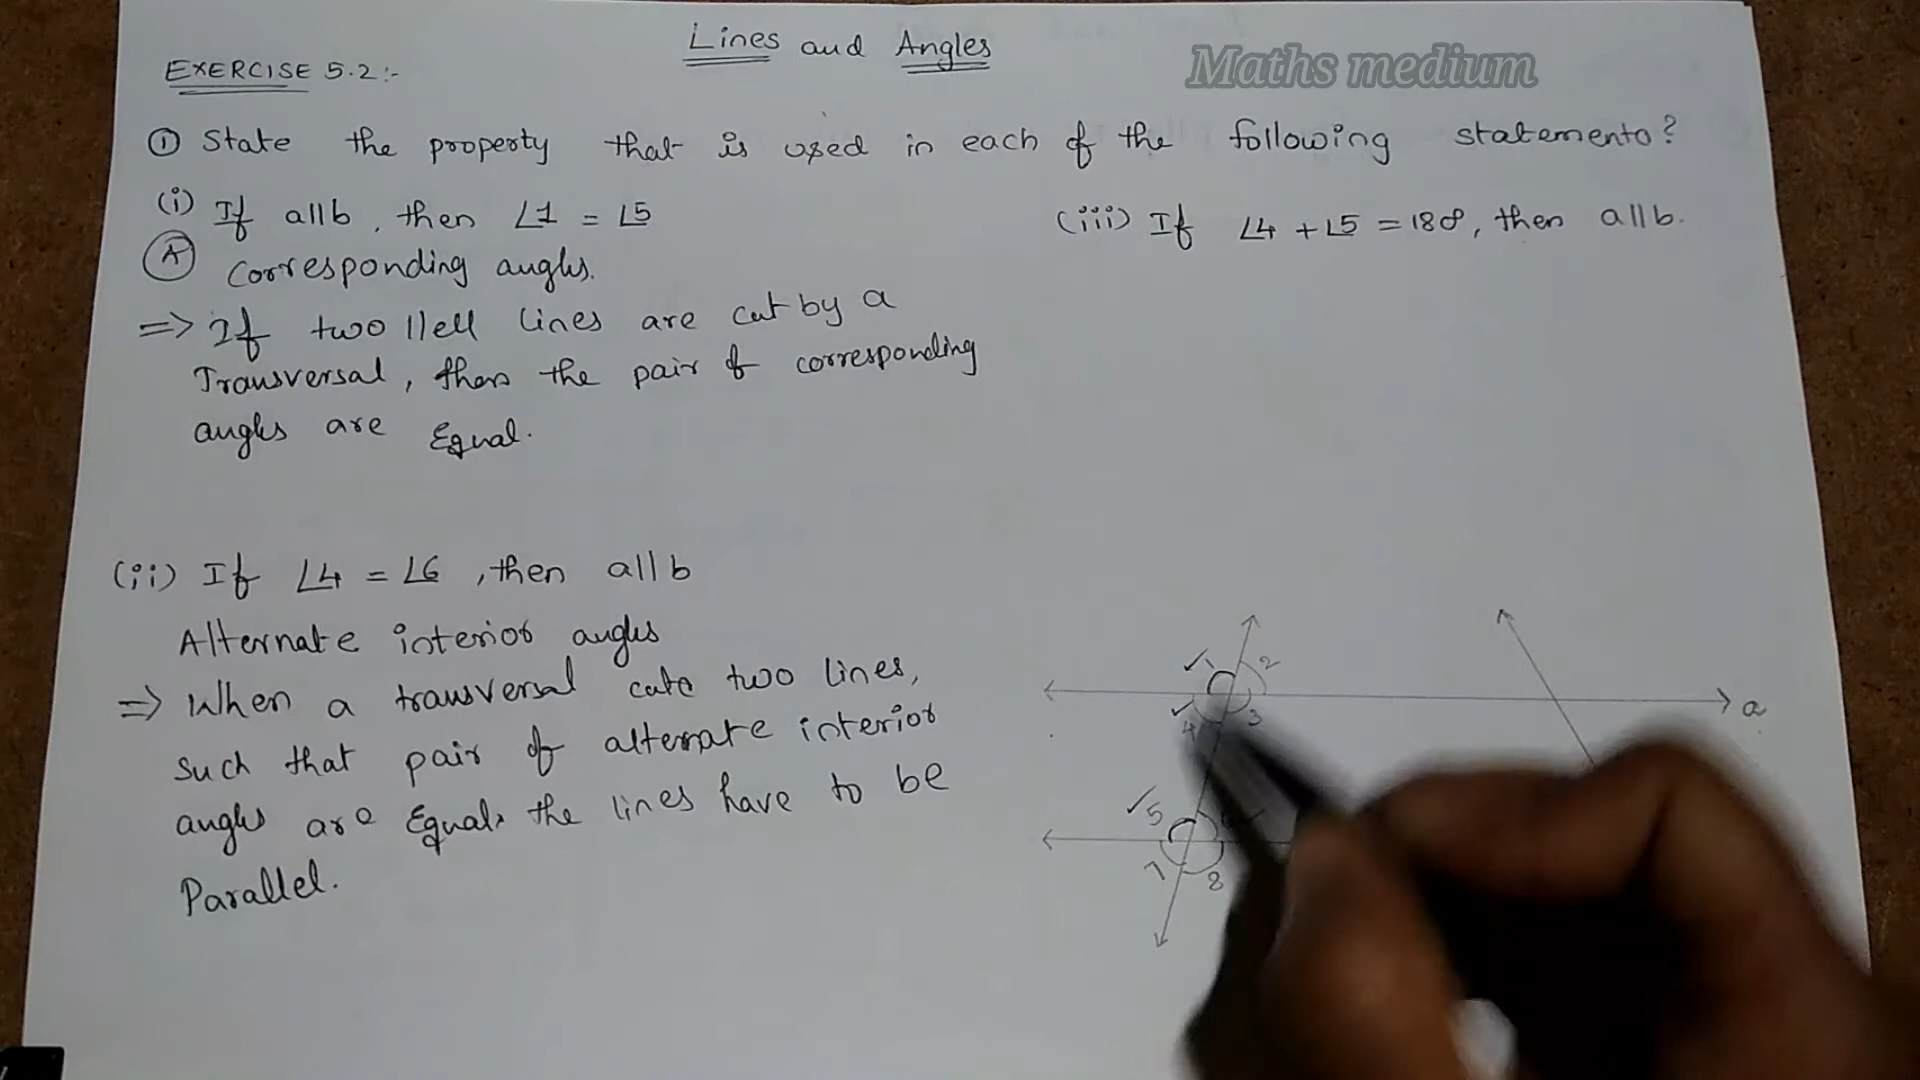 Lines and Angles
Maths medium
EXERCISE 5.2:-
① State the property that is used in each of the following statements?
(i) If a||b, then ∠1 = ∠5
Ⓐ Corresponding angles.
=> If two ||ell lines are cut by a
Transversal, then the pair of corresponding
angles are Equal.
(ii) If ∠4 = ∠6, then a||b
Alternate interior angles
=> When a transversal cuts two lines,
Such that pair of alternate interior
angles are Equal, the lines have to be
Parallel.
(iii) If ∠4 + ∠5 = 180, then a||b.
1 2
4 3
a
5
7 8